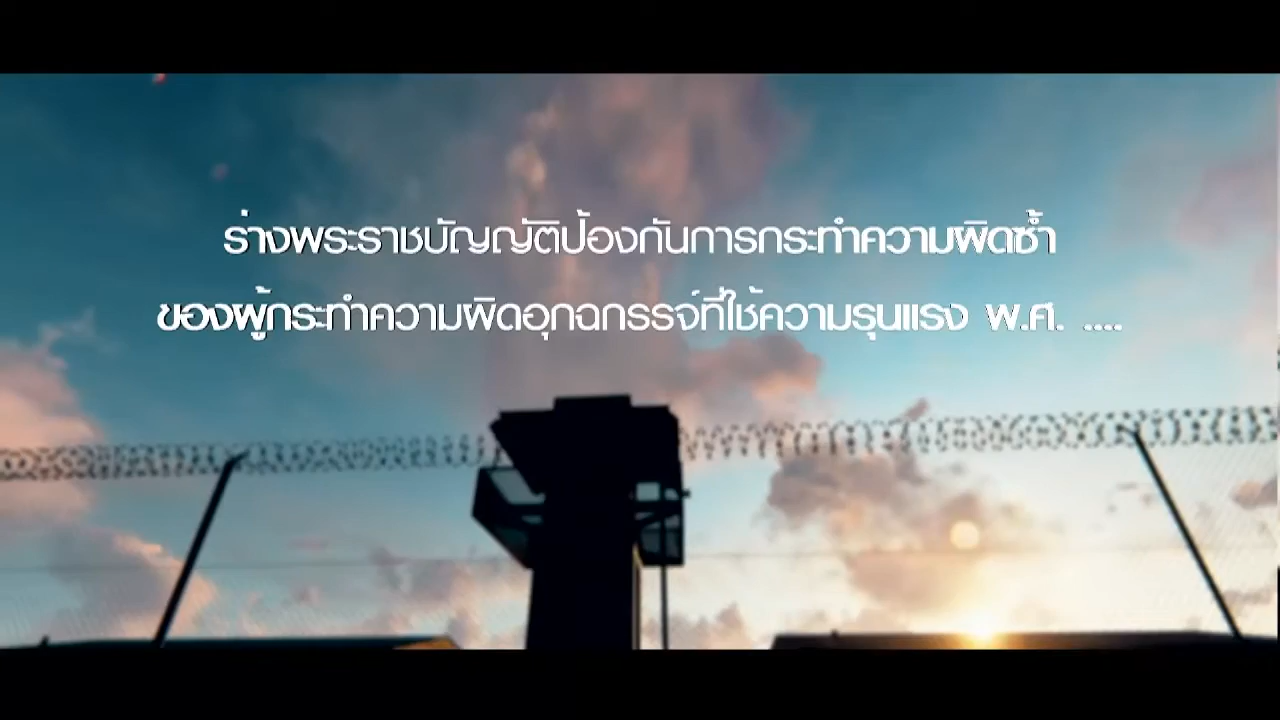 ร่างพระราชบัญญัติป้องกันการกระทำความผิดซ้ำ
ของผู้กระทำความผิดอุกฉกรรจ์ที่ใช้ความรุนแรง พ.ศ. ....